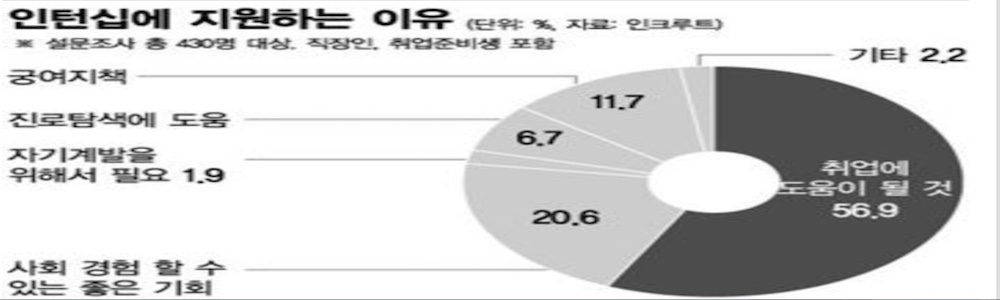 인턴십에 지원하는 이유 (단위: %, 자료: 인크루트)
※ 설문조사 총 430명 대상. 직장인, 취업준비생 포함
기타 2.2
궁여지책
11.7
진로탐색에 도움
6.7
자기계발을
위해서 필요 1.9
취업에
도움이 될 것
56.9
20.6
사회 경험 할 수
있는 좋은 기회